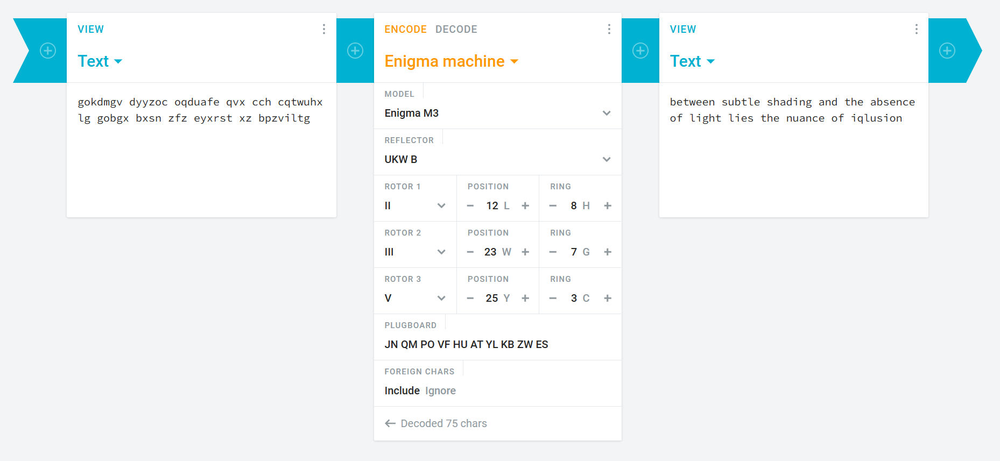 VIEW
Text
gokdmgv dyyzoc oqduafe qvx cch cqtwuhx
lg gobgx bxsn zfz eyxrst xz bpzviltg
ENCODE DECODE
Enigma machine
MODEL
Enigma M3
REFLECTOR
UKW B
ROTOR 1 POSITION RING
II − 12 L + − 8 H +
ROTOR 2 POSITION RING
III − 23 W + − 7 G +
ROTOR 3 POSITION RING
V − 25 Y + − 3 C +
PLUGBOARD
JN QM PO VF HU AT YL KB ZW ES
FOREIGN CHARS
Include Ignore
← Decoded 75 chars
VIEW
Text
between subtle shading and the absence
of light lies the nuance of iqlusion